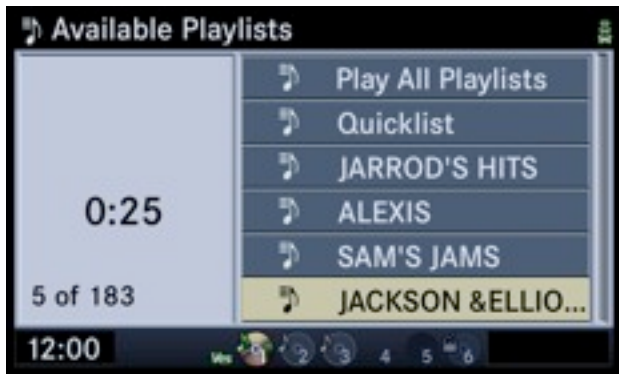 Available Playlists
Play All Playlists
Quicklist
JARROD'S HITS
0:25
ALEXIS
SAM'S JAMS
5 of 183
JACKSON &ELLIO...
12:00
1 2 3 4 5 6